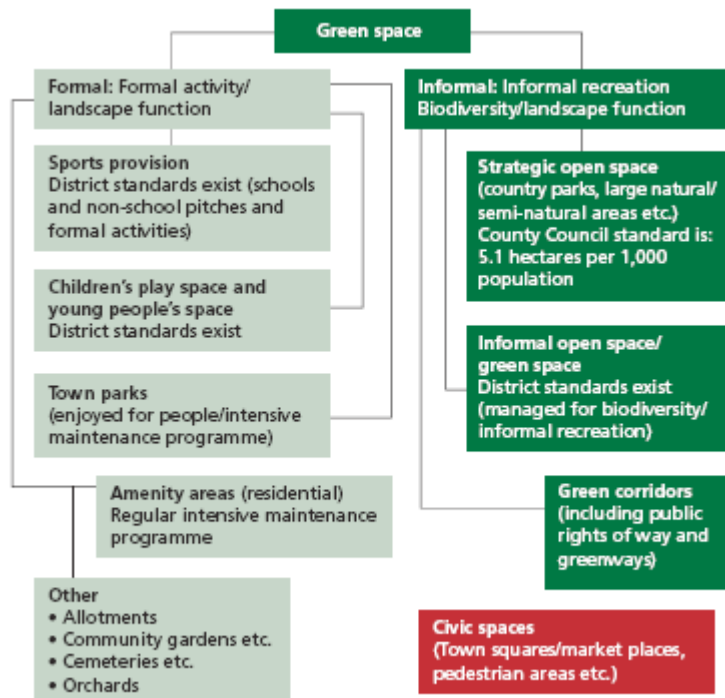 Green space
Formal: Formal activity/
landscape function
Sports provision
District standards exist (schools
and non-school pitches and
formal activities)
Children's play space and
young people's space
District standards exist
Town parks
(enjoyed for people/intensive
maintenance programme)
Amenity areas (residential)
Regular intensive maintenance
programme
Other
• Allotments
• Community gardens etc.
• Cemeteries etc.
• Orchards
Informal: Informal recreation
Biodiversity/landscape function
Strategic open space
(country parks, large natural/
semi-natural areas etc.)
County Council standard is:
5.1 hectares per 1,000
population
Informal open space/
green space
District standards exist
(managed for biodiversity/
informal recreation)
Green corridors
(including public
rights of way and
greenways)
Civic spaces
(Town squares/market places,
pedestrian areas etc.)